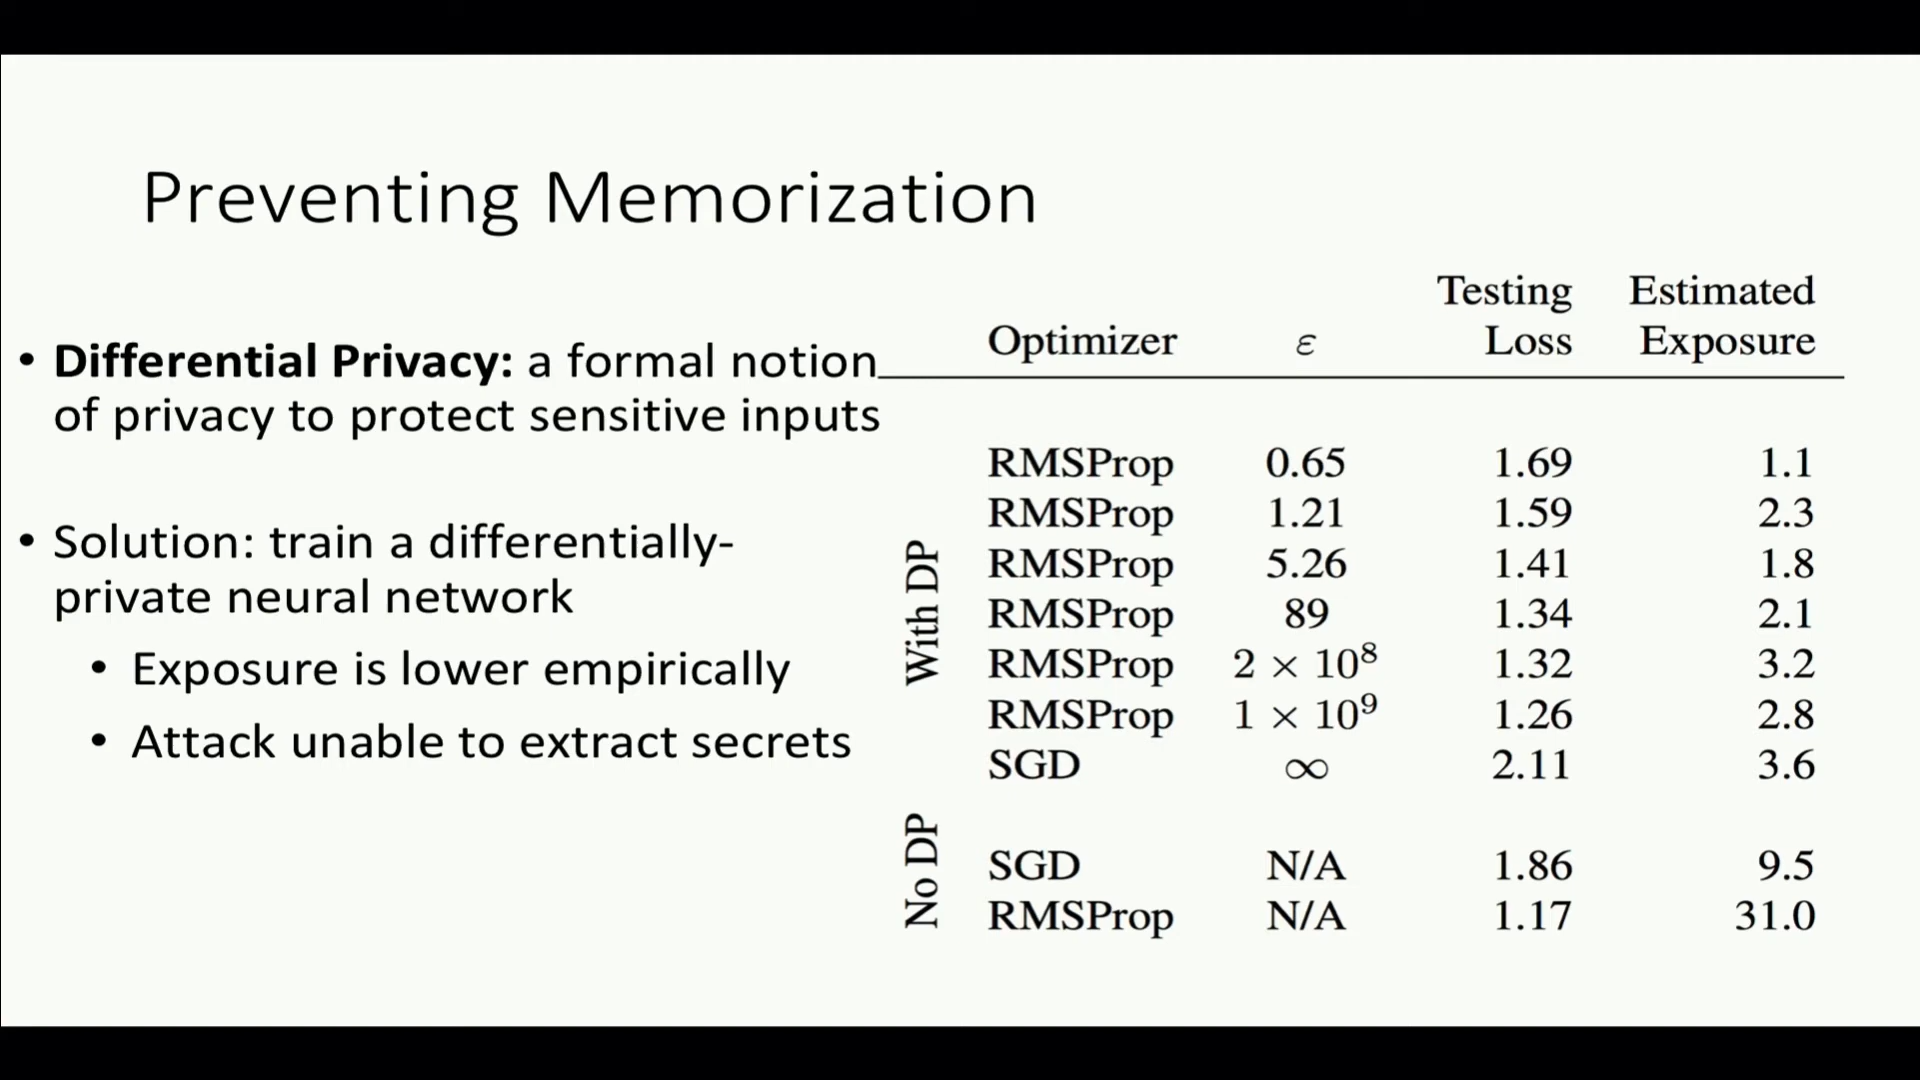 Preventing Memorization
• Differential Privacy: a formal notion
of privacy to protect sensitive inputs
• Solution: train a differentially-
private neural network
• Exposure is lower empirically
• Attack unable to extract secrets
Testing Estimated
Optimizer ε Loss Exposure
With DP
RMSProp 0.65 1.69 1.1
RMSProp 1.21 1.59 2.3
RMSProp 5.26 1.41 1.8
RMSProp 89 1.34 2.1
RMSProp 2 × 10⁸ 1.32 3.2
RMSProp 1 × 10⁹ 1.26 2.8
SGD ∞ 2.11 3.6
No DP
SGD N/A 1.86 9.5
RMSProp N/A 1.17 31.0